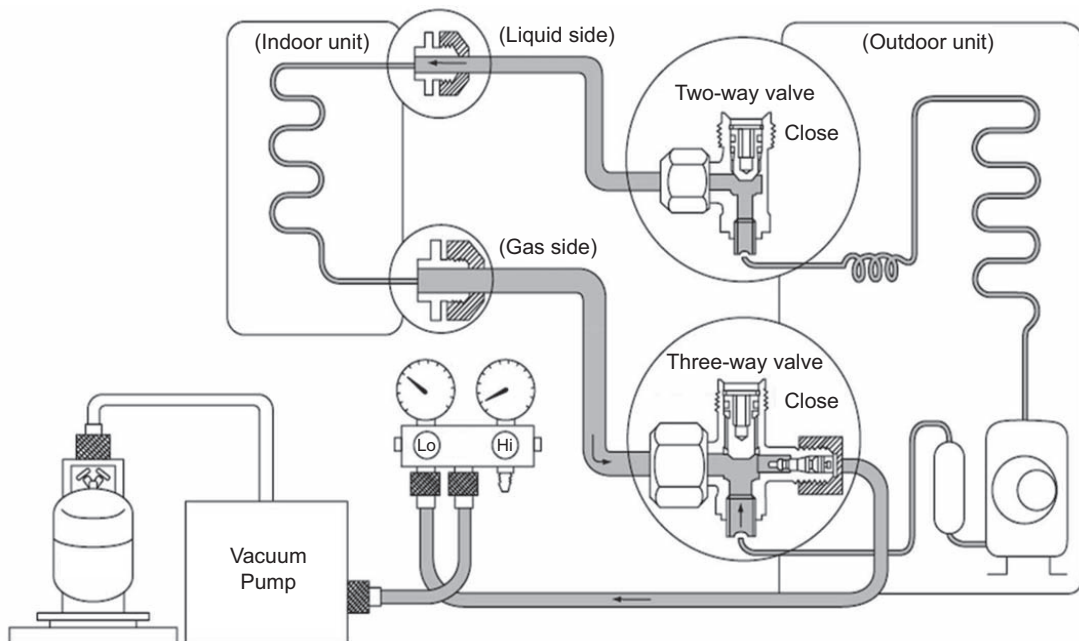 (Indoor unit)
(Liquid side)
(Outdoor unit)
Two-way valve
Close
(Gas side)
Three-way valve
Close
Lo
Hi
Vacuum
Pump